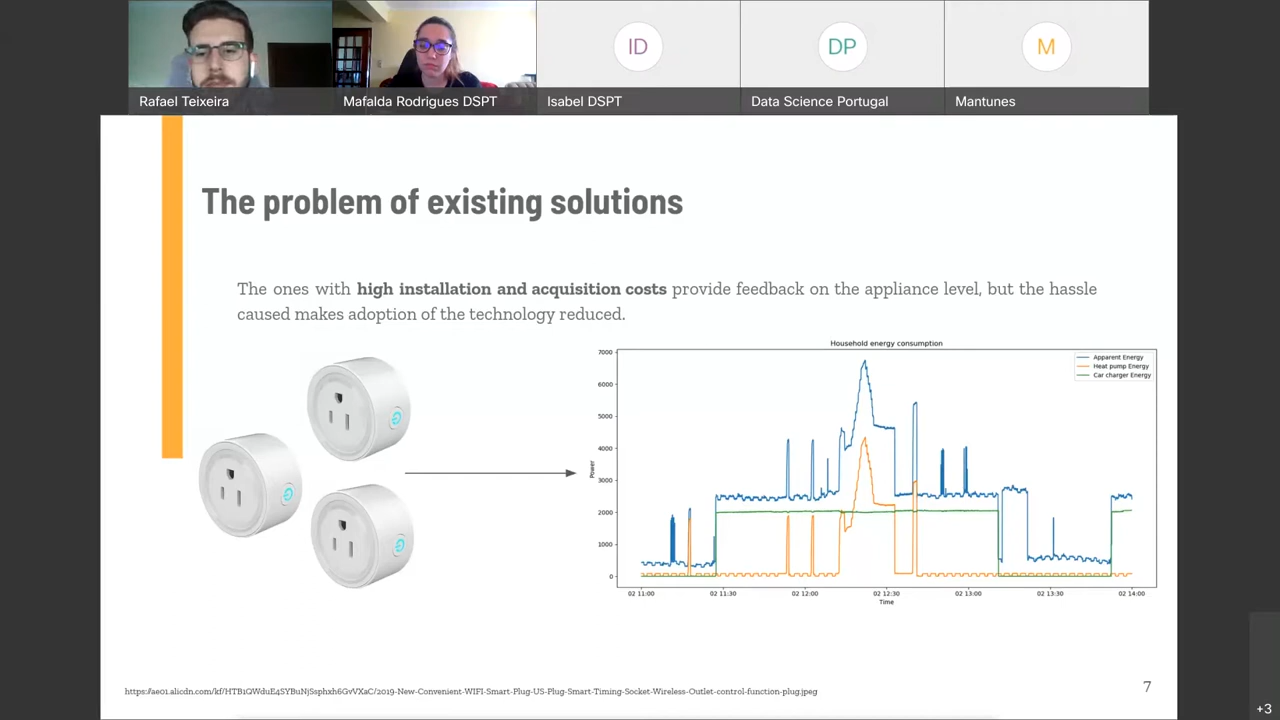 ID
DP
M
Rafael Teixeira
Mafalda Rodrigues DSPT
Isabel DSPT
Data Science Portugal
Mantunes
The problem of existing solutions
The ones with high installation and acquisition costs provide feedback on the appliance level, but the hassle
caused makes adoption of the technology reduced.
Household energy consumption
7000
6000
5000
4000
3000
2000
1000
0
Power
Apparent Energy
Heat pump Energy
Car charger Energy
02 11:00
02 11:30
02 12:00
02 12:30
02 13:00
02 13:30
02 14:00
Time
https://ae01.alicdn.com/kf/HTB1QWduE4SYBuNjSsphxh6GvVXaC/2019-New-Convenient-WIFI-Smart-Plug-US-Plug-Smart-Timing-Socket-Wireless-Outlet-control-function-plug.jpeg
7
+3